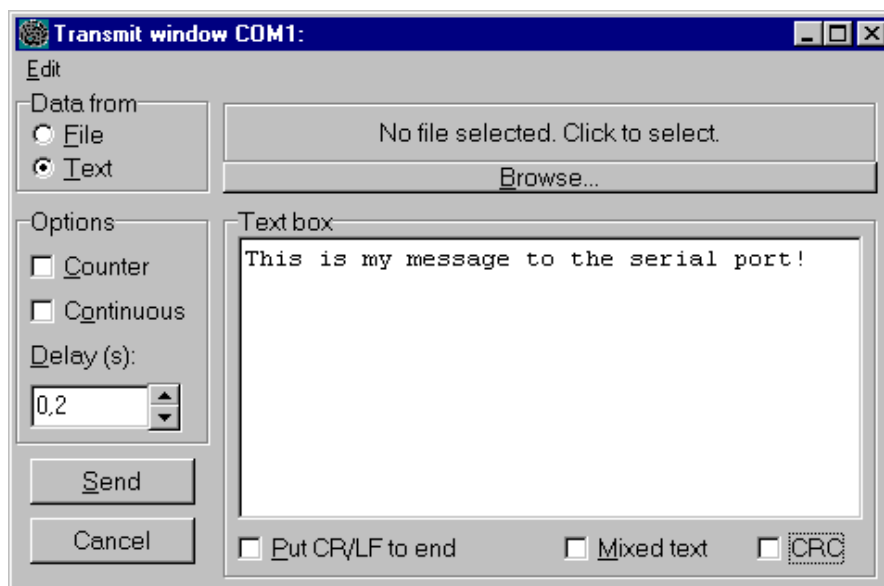 Transmit window COM1:
Edit
Data from
File
Text
No file selected. Click to select.
Browse...
Options
Counter
Continuous
Delay (s):
0,2
Send
Cancel
Text box
This is my message to the serial port!
Put CR/LF to end
Mixed text
CRC